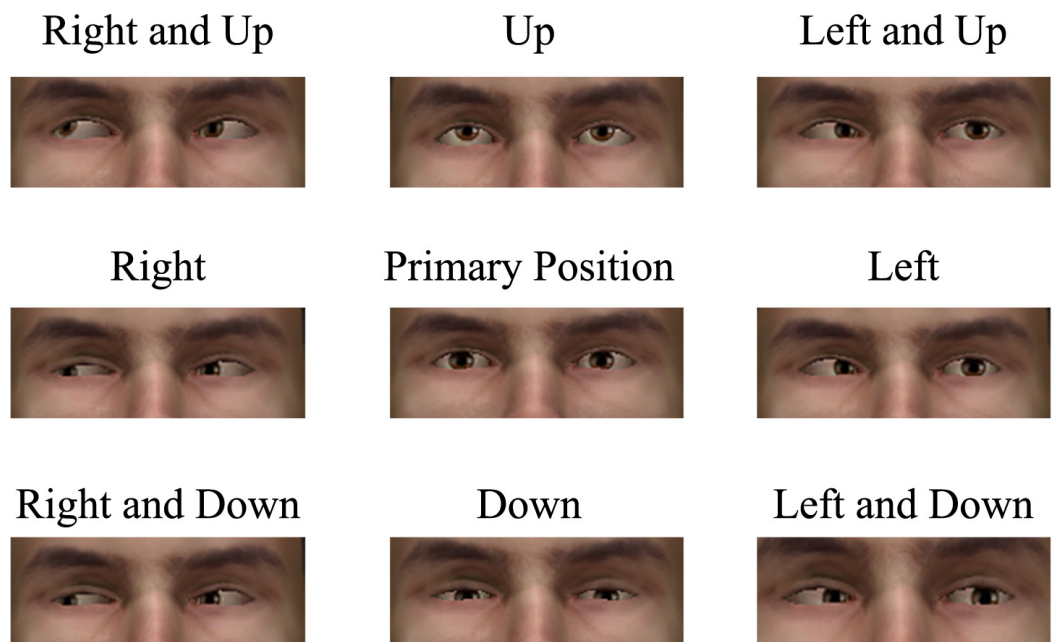 Right and Up
Up
Left and Up
Right
Primary Position
Left
Right and Down
Down
Left and Down